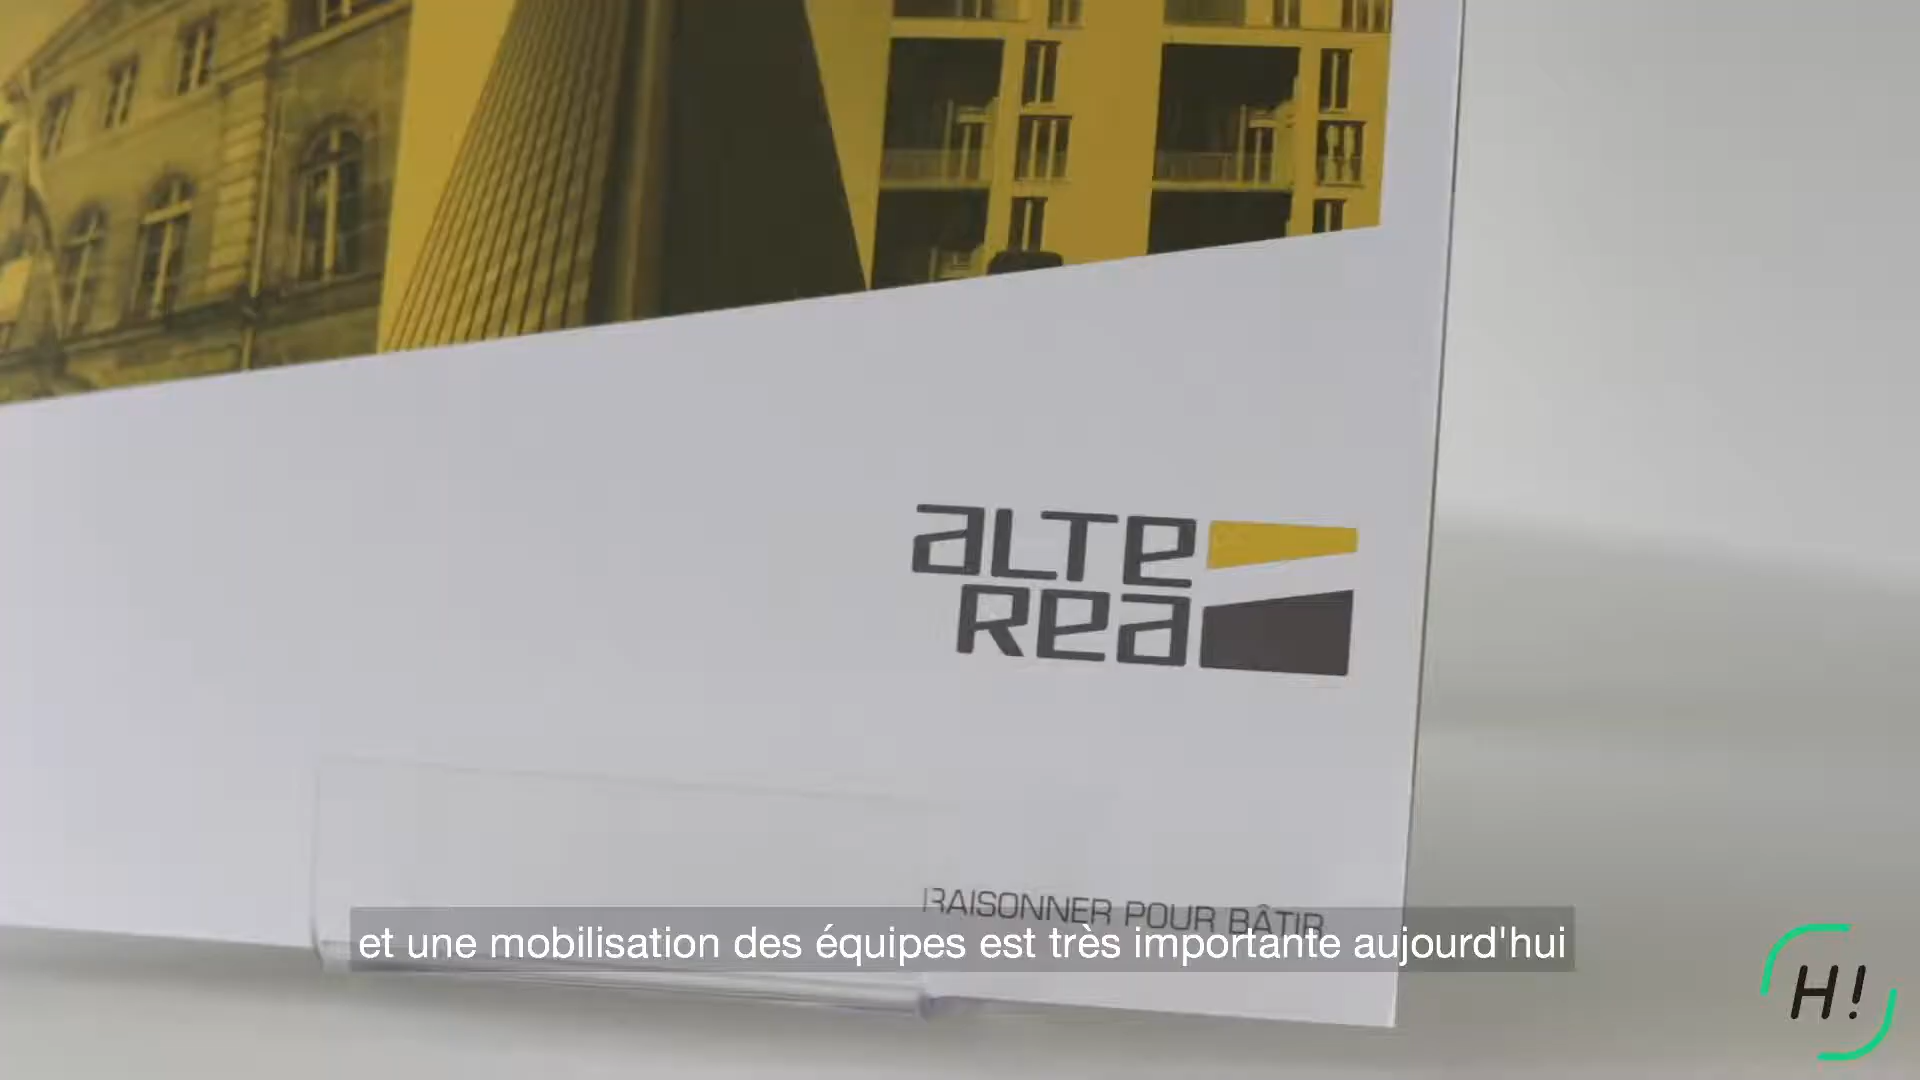 ALTE
REA
RAISONNER POUR BÂTIR
et une mobilisation des équipes est très importante aujourd'hui
H!